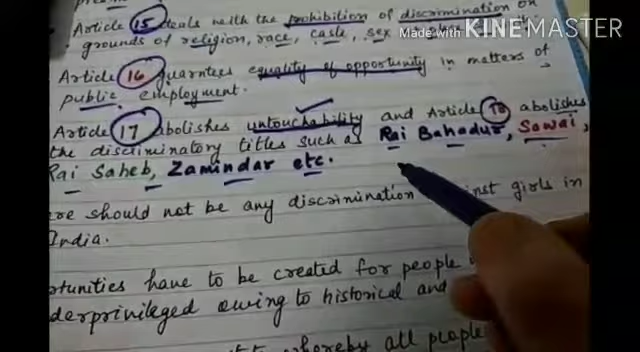 Article 15 deals with the prohibition of discrimination on
grounds of religion, race, caste, sex
Made with KINEMASTER
Article 16 guarantees equality of opportunity in matters of
public employment.
Article 17 abolishes untouchability and Article 18 abolishes
the discriminatory titles such as Rai Bahadur, Sawai,
Rai Saheb, Zamindar etc.
should not be any discrimination girls in
India.
have to be created for people
owing to historical and
all people